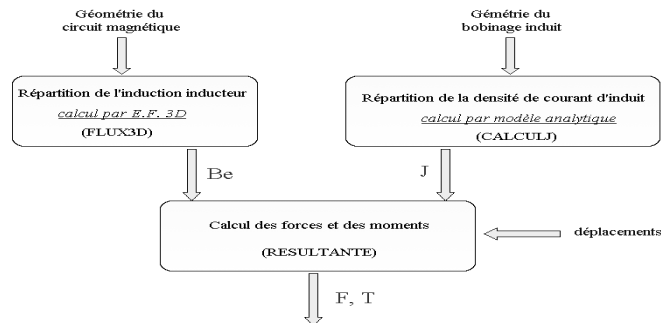 Géométrie du
circuit magnétique
Gémétrie du
bobinage induit
Répartition de l'induction inducteur
calcul par E.F. 3D
(FLUX3D)
Répartition de la densité de courant d'induit
calcul par modèle analytique
(CALCULJ)
Be
J
Calcul des forces et des moments
(RESULTANTE)
déplacements
F, T